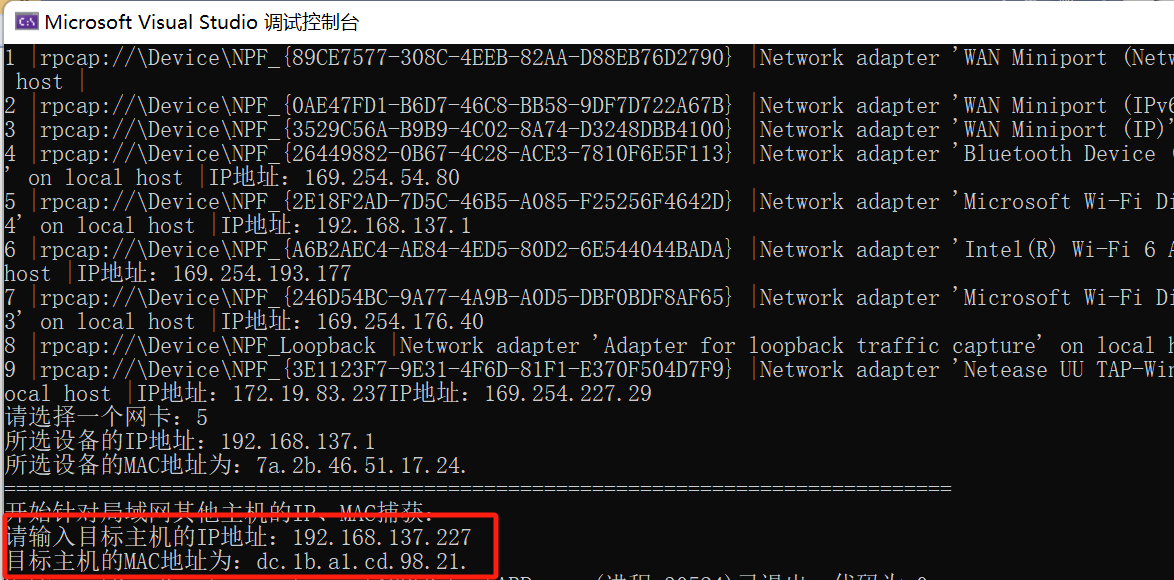 Microsoft Visual Studio 调试控制台
1 |rpcap://\Device\NPF_{89CE7577-308C-4EEB-82AA-D88EB76D2790} |Network adapter 'WAN Miniport (Netw
host |
2 |rpcap://\Device\NPF_{0AE47FD1-B6D7-46C8-BB58-9DF7D722A67B} |Network adapter 'WAN Miniport (IPv6
3 |rpcap://\Device\NPF_{3529C56A-B9B9-4C02-8A74-D3248DBB4100} |Network adapter 'WAN Miniport (IP)'
4 |rpcap://\Device\NPF_{26449882-0B67-4C28-ACE3-7810F6E5F113} |Network adapter 'Bluetooth Device (
' on local host |IP地址: 169.254.54.80
5 |rpcap://\Device\NPF_{2E18F2AD-7D5C-46B5-A085-F25256F4642D} |Network adapter 'Microsoft Wi-Fi Di
4' on local host |IP地址: 192.168.137.1
6 |rpcap://\Device\NPF_{A6B2AEC4-AE84-4ED5-80D2-6E544044BADA} |Network adapter 'Intel(R) Wi-Fi 6 A
host |IP地址: 169.254.193.177
7 |rpcap://\Device\NPF_{246D54BC-9A77-4A9B-A0D5-DBF0BDF8AF65} |Network adapter 'Microsoft Wi-Fi Di
3' on local host |IP地址: 169.254.176.40
8 |rpcap://\Device\NPF_Loopback |Network adapter 'Adapter for loopback traffic capture' on local h
9 |rpcap://\Device\NPF_{3E1123F7-9E31-4F6D-81F1-E370F504D7F9} |Network adapter 'Netease UU TAP-Win
ocal host |IP地址: 172.19.83.237IP地址: 169.254.227.29
请选择一个网卡: 5
所选设备的IP地址: 192.168.137.1
所选设备的MAC地址为: 7a.2b.46.51.17.24.
===============================================================================
开始针对局域网其他主机的IP、MAC捕获:
请输入目标主机的IP地址: 192.168.137.227
目标主机的MAC地址为: dc.1b.a1.cd.98.21.